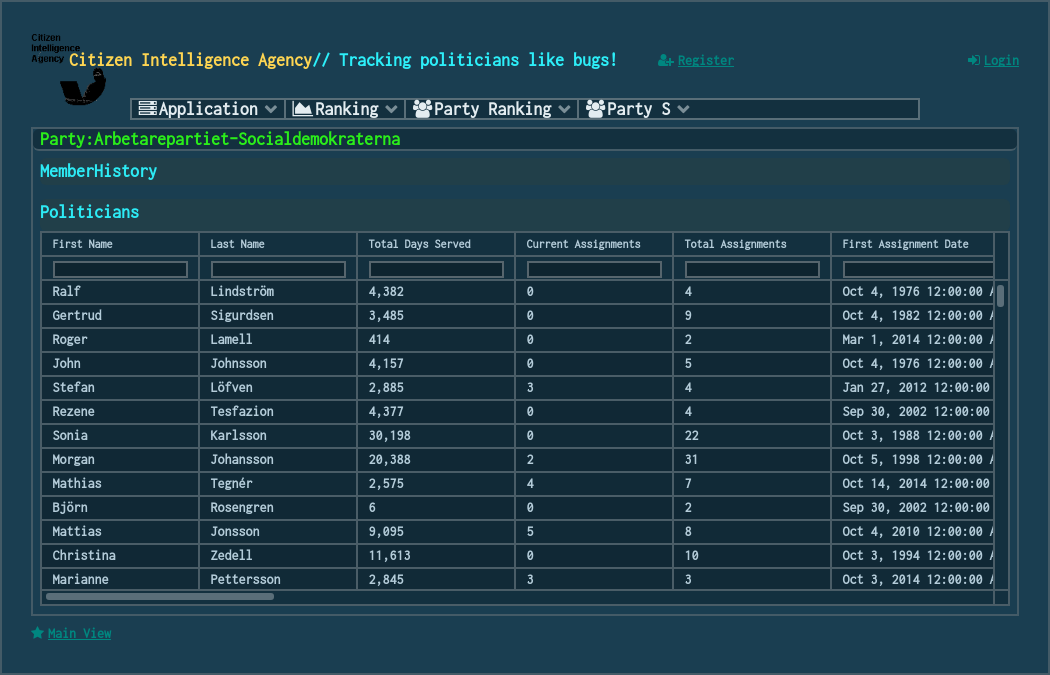 Citizen
Intelligence
Agency
Citizen Intelligence Agency// Tracking politicians like bugs!
Register
Login
Application
Ranking
Party Ranking
Party S
Party:Arbetarepartiet-Socialdemokraterna
MemberHistory
Politicians
First Name Last Name Total Days Served Current Assignments Total Assignments First Assignment Date
Ralf Lindström 4,382 0 4 Oct 4, 1976 12:00:00 A
Gertrud Sigurdsen 3,485 0 9 Oct 4, 1982 12:00:00 A
Roger Lamell 414 0 2 Mar 1, 2014 12:00:00 A
John Johnsson 4,157 0 5 Oct 4, 1976 12:00:00 A
Stefan Löfven 2,885 3 4 Jan 27, 2012 12:00:00
Rezene Tesfazion 4,377 0 4 Sep 30, 2002 12:00:00
Sonia Karlsson 30,198 0 22 Oct 3, 1988 12:00:00 A
Morgan Johansson 20,388 2 31 Oct 5, 1998 12:00:00 A
Mathias Tegnér 2,575 4 7 Oct 14, 2014 12:00:00
Björn Rosengren 6 0 2 Sep 30, 2002 12:00:00
Mattias Jonsson 9,095 5 8 Oct 4, 2010 12:00:00 A
Christina Zedell 11,613 0 10 Oct 3, 1994 12:00:00 A
Marianne Pettersson 2,845 3 3 Oct 3, 2014 12:00:00 A
Main View